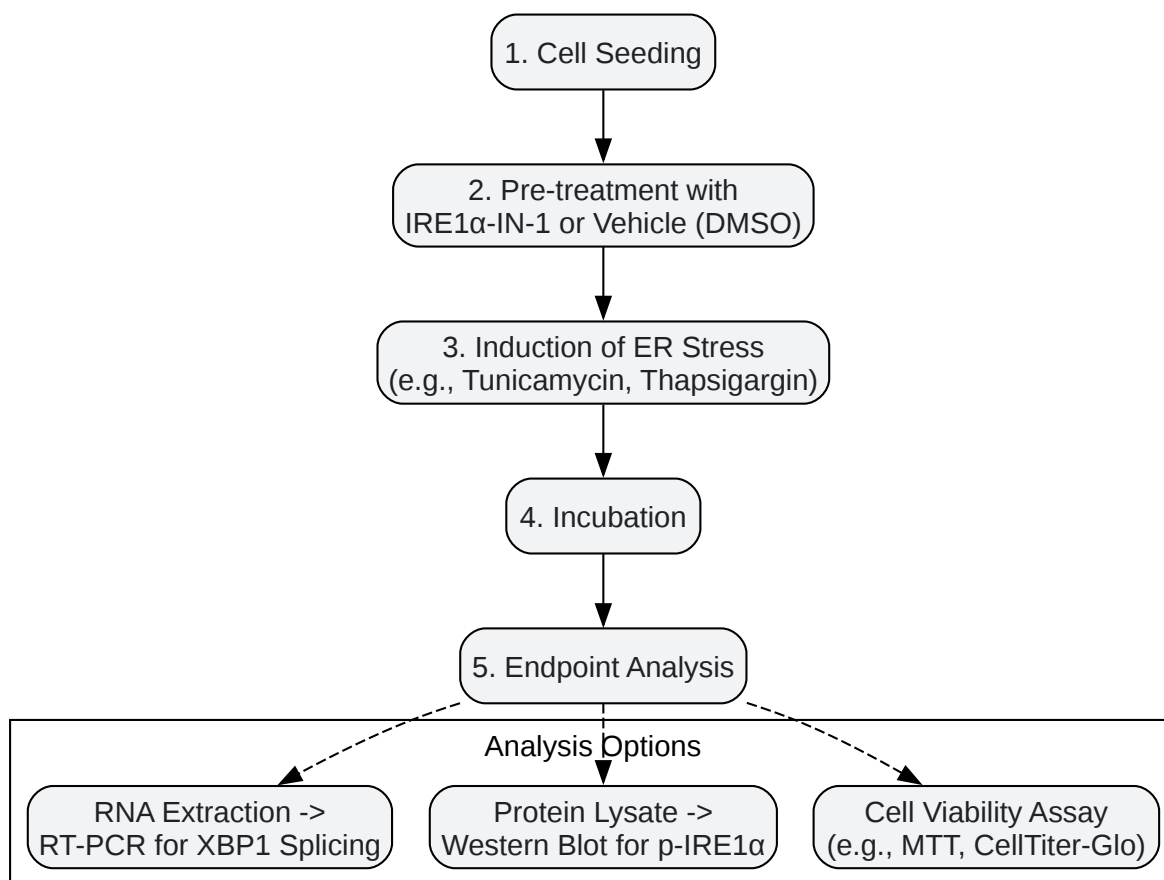 1. Cell Seeding
2. Pre-treatment with
IRE1α-IN-1 or Vehicle (DMSO)
3. Induction of ER Stress
(e.g., Tunicamycin, Thapsigargin)
4. Incubation
5. Endpoint Analysis
Analysis Options
RNA Extraction ->
RT-PCR for XBP1 Splicing
Protein Lysate ->
Western Blot for p-IRE1α
Cell Viability Assay
(e.g., MTT, CellTiter-Glo)